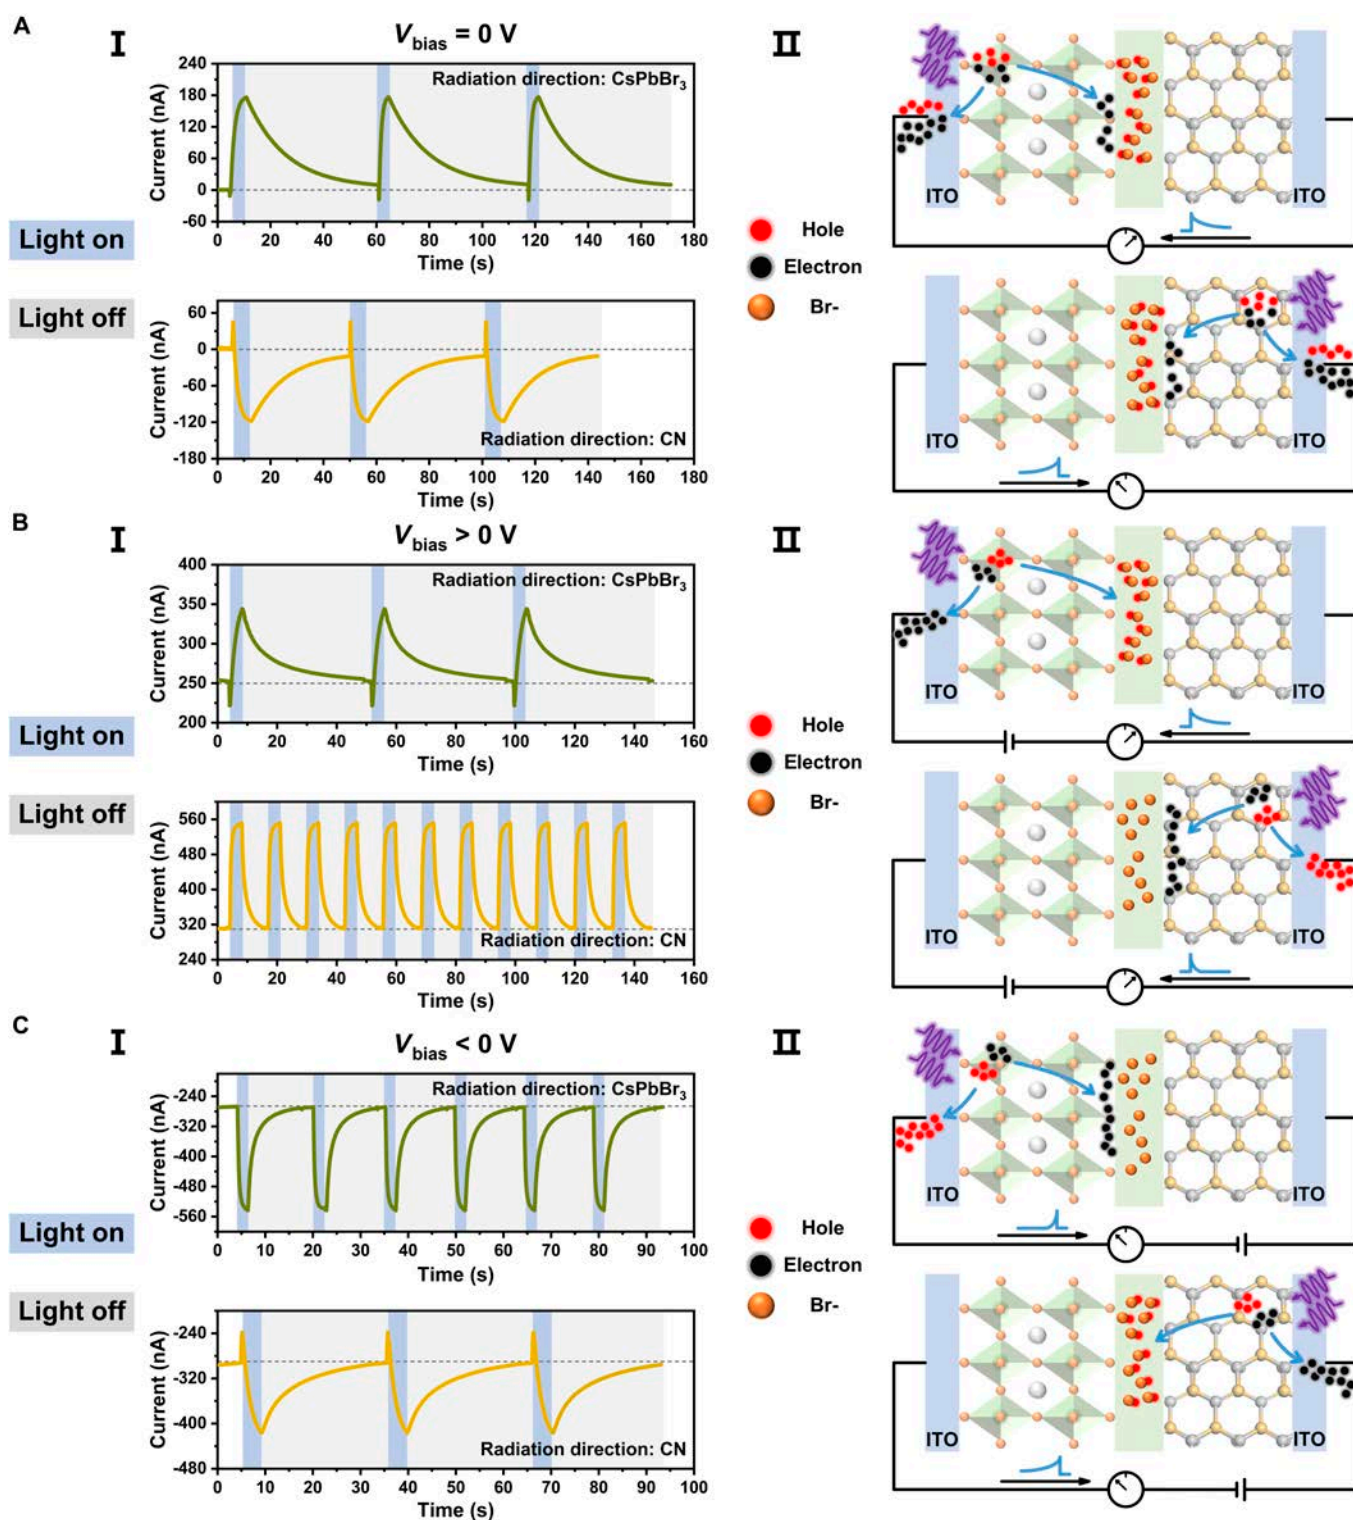 A
I
V_bias = 0 V
II
240
180
120
60
0
-60
Current (nA)
Radiation direction: CsPbBr3
0 20 40 60 80 100 120 140 160 180
Time (s)
Light on
Light off
60
0
-60
-120
-180
Current (nA)
Radiation direction: CN
0 20 40 60 80 100 120 140 160 180
Time (s)
Hole
Electron
Br-
ITO
ITO
ITO
ITO
B
I
V_bias > 0 V
II
400
350
300
250
200
Current (nA)
Radiation direction: CsPbBr3
0 20 40 60 80 100 120 140 160
Time (s)
Light on
Light off
560
480
400
320
240
Current (nA)
Radiation direction: CN
0 20 40 60 80 100 120 140 160
Time (s)
Hole
Electron
Br-
ITO
ITO
ITO
ITO
C
I
V_bias < 0 V
II
-240
-320
-400
-480
-560
Current (nA)
Radiation direction: CsPbBr3
0 10 20 30 40 50 60 70 80 90 100
Time (s)
Light on
Light off
-240
-320
-400
-480
Current (nA)
Radiation direction: CN
0 10 20 30 40 50 60 70 80 90 100
Time (s)
Hole
Electron
Br-
ITO
ITO
ITO
ITO